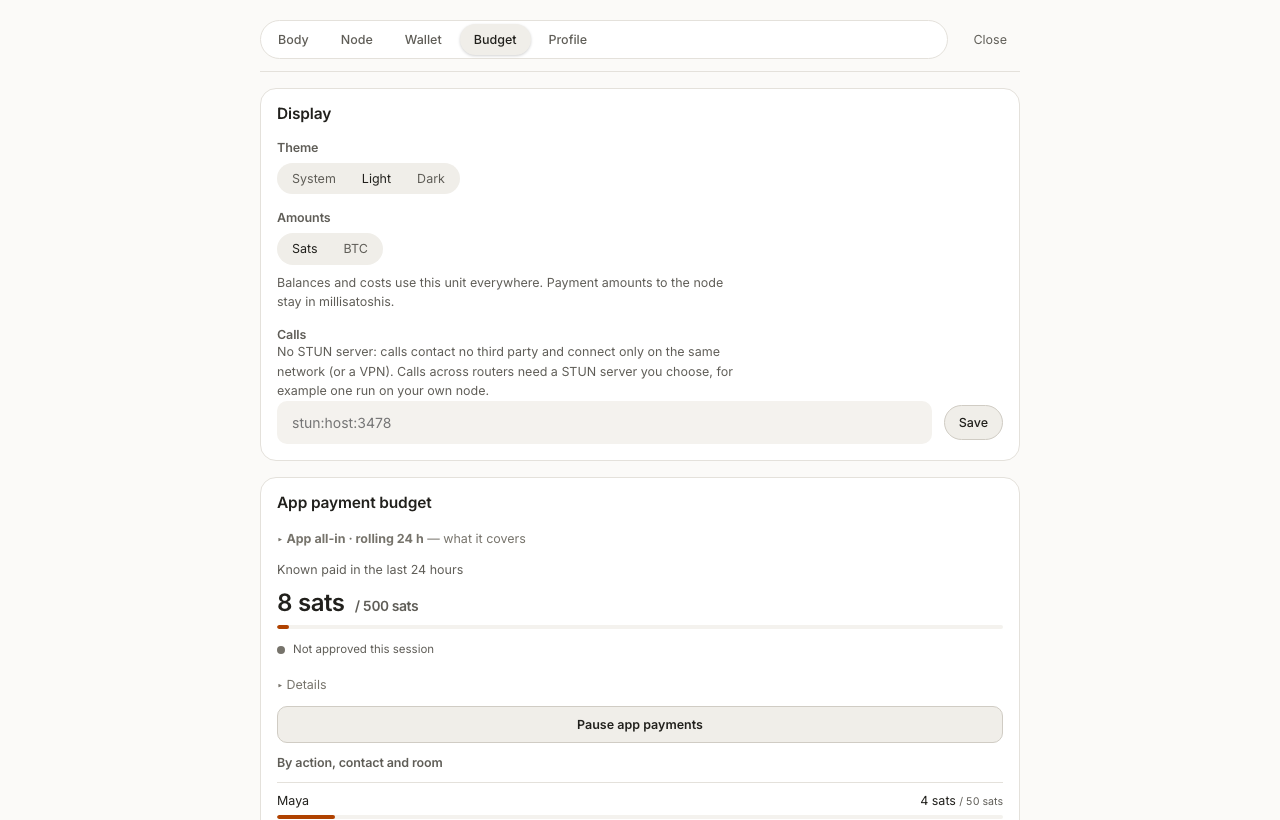 Body Node Wallet Budget Profile Close
Display
Theme
System Light Dark
Amounts
Sats BTC
Balances and costs use this unit everywhere. Payment amounts to the node
stay in millisatoshis.
Calls
No STUN server: calls contact no third party and connect only on the same
network (or a VPN). Calls across routers need a STUN server you choose, for
example one run on your own node.
stun:host:3478 Save
App payment budget
App all-in · rolling 24 h — what it covers
Known paid in the last 24 hours
8 sats / 500 sats
Not approved this session
Details
Pause app payments
By action, contact and room
Maya 4 sats / 50 sats